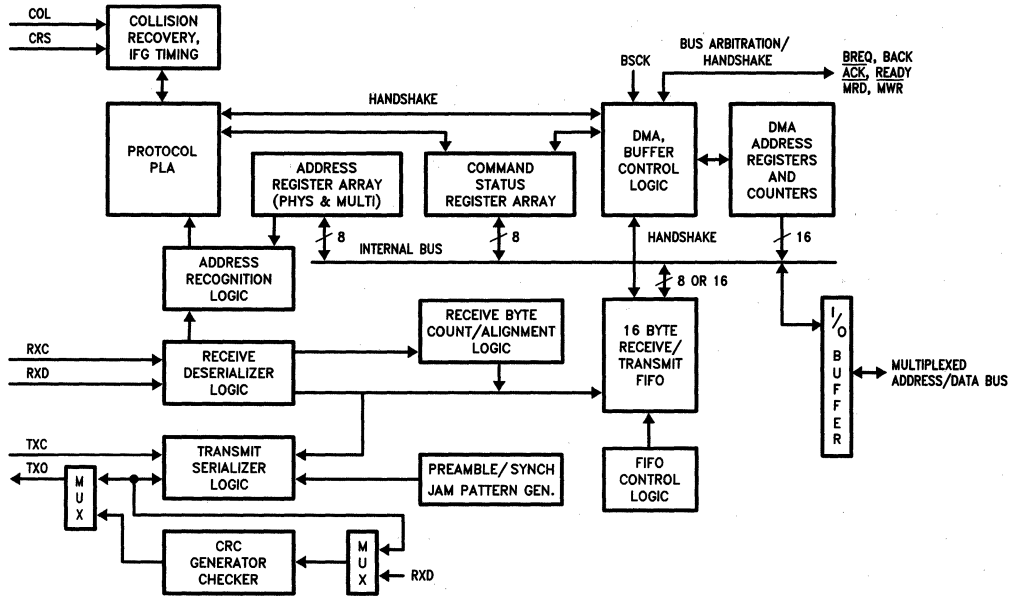 COL
CRS
COLLISION
RECOVERY,
IFG TIMING
BUS ARBITRATION/
HANDSHAKE
BSCK
BREQ, BACK
ACK, READY
MRD, MWR
HANDSHAKE
PROTOCOL
PLA
ADDRESS
REGISTER ARRAY
(PHYS & MULTI)
COMMAND
STATUS
REGISTER ARRAY
DMA,
BUFFER
CONTROL
LOGIC
DMA
ADDRESS
REGISTERS
AND
COUNTERS
8
8
HANDSHAKE
16
INTERNAL BUS
ADDRESS
RECOGNITION
LOGIC
8 OR 16
RECEIVE BYTE
COUNT/ALIGNMENT
LOGIC
16 BYTE
RECEIVE/
TRANSMIT
FIFO
I/O BUFFER
MULTIPLEXED
ADDRESS/DATA BUS
RXC
RXD
RECEIVE
DESERIALIZER
LOGIC
TXC
TXO
TRANSMIT
SERIALIZER
LOGIC
PREAMBLE/SYNCH
JAM PATTERN GEN.
FIFO
CONTROL
LOGIC
MUX
CRC
GENERATOR
CHECKER
MUX
RXD